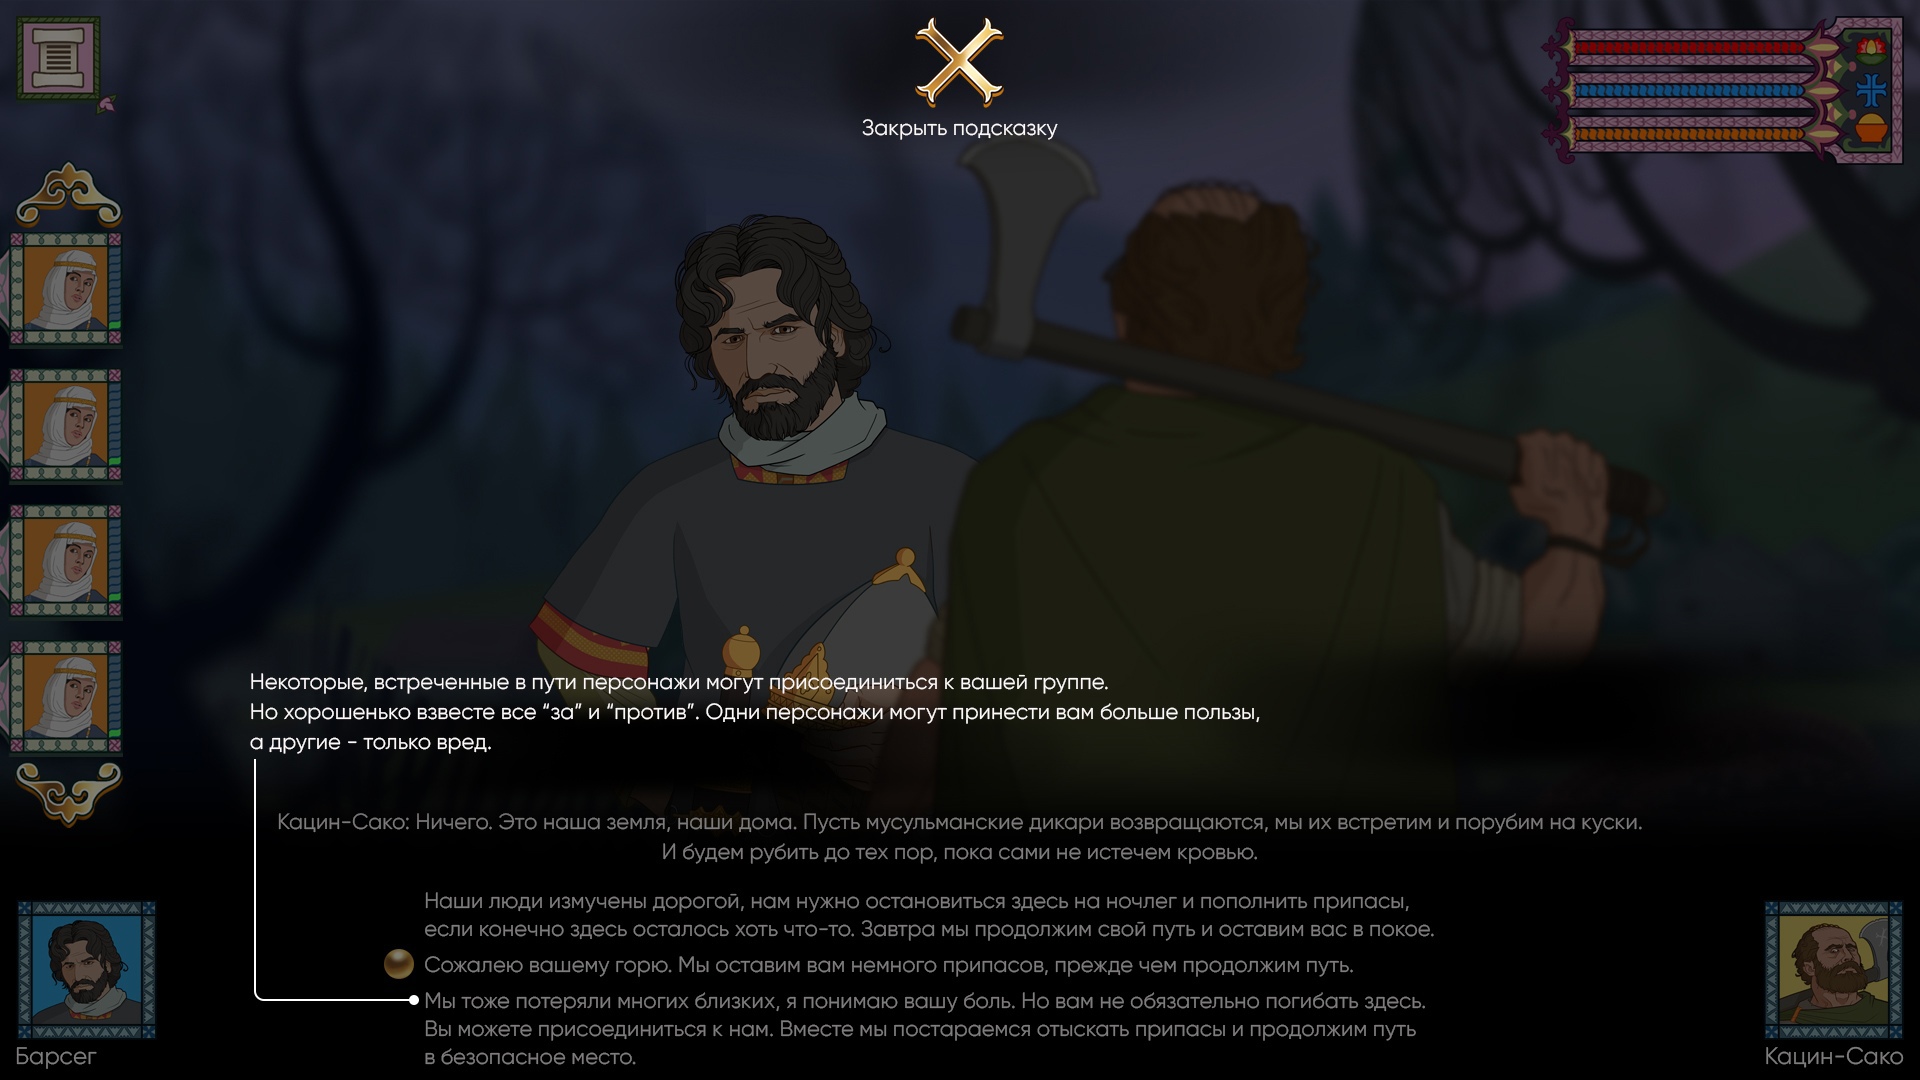 Закрыть подсказку
Некоторые, встреченные в пути персонажи могут присоединиться к вашей группе.
Но хорошенько взвесте все “за” и “против”. Одни персонажи могут принести вам больше пользы,
а другие - только вред.
Кацин-Сако: Ничего. Это наша земля, наши дома. Пусть мусульманские дикари возвращаются, мы их встретим и порубим на куски.
И будем рубить до тех пор, пока сами не истечем кровью.
Наши люди измучены дорогой, нам нужно остановиться здесь на ночлег и пополнить припасы,
если конечно здесь осталось хоть что-то. Завтра мы продолжим свой путь и оставим вас в покое.
Сожалею вашему горю. Мы оставим вам немного припасов, прежде чем продолжим путь.
Мы тоже потеряли многих близких, я понимаю вашу боль. Но вам не обязательно погибать здесь.
Вы можете присоединиться к нам. Вместе мы постараемся отыскать припасы и продолжим путь
в безопасное место.
Барсег
Кацин-Сако